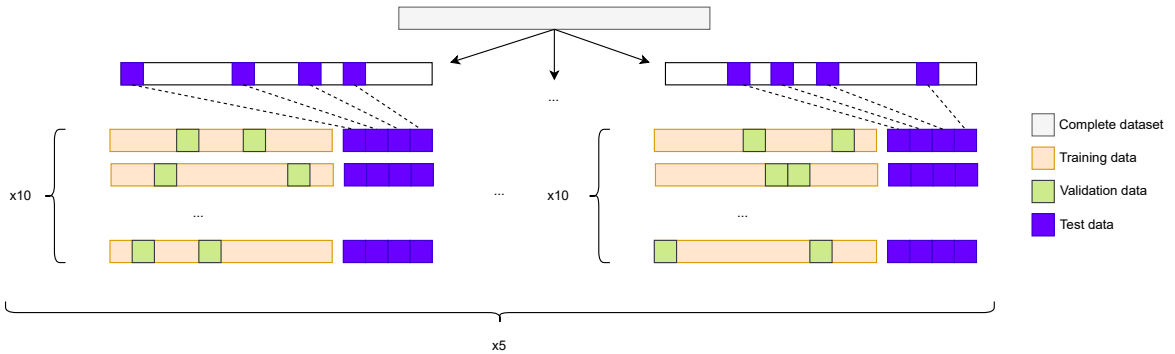 ...
Complete dataset
Training data
x10
...
x10
Validation data
...
...
Test data
x5